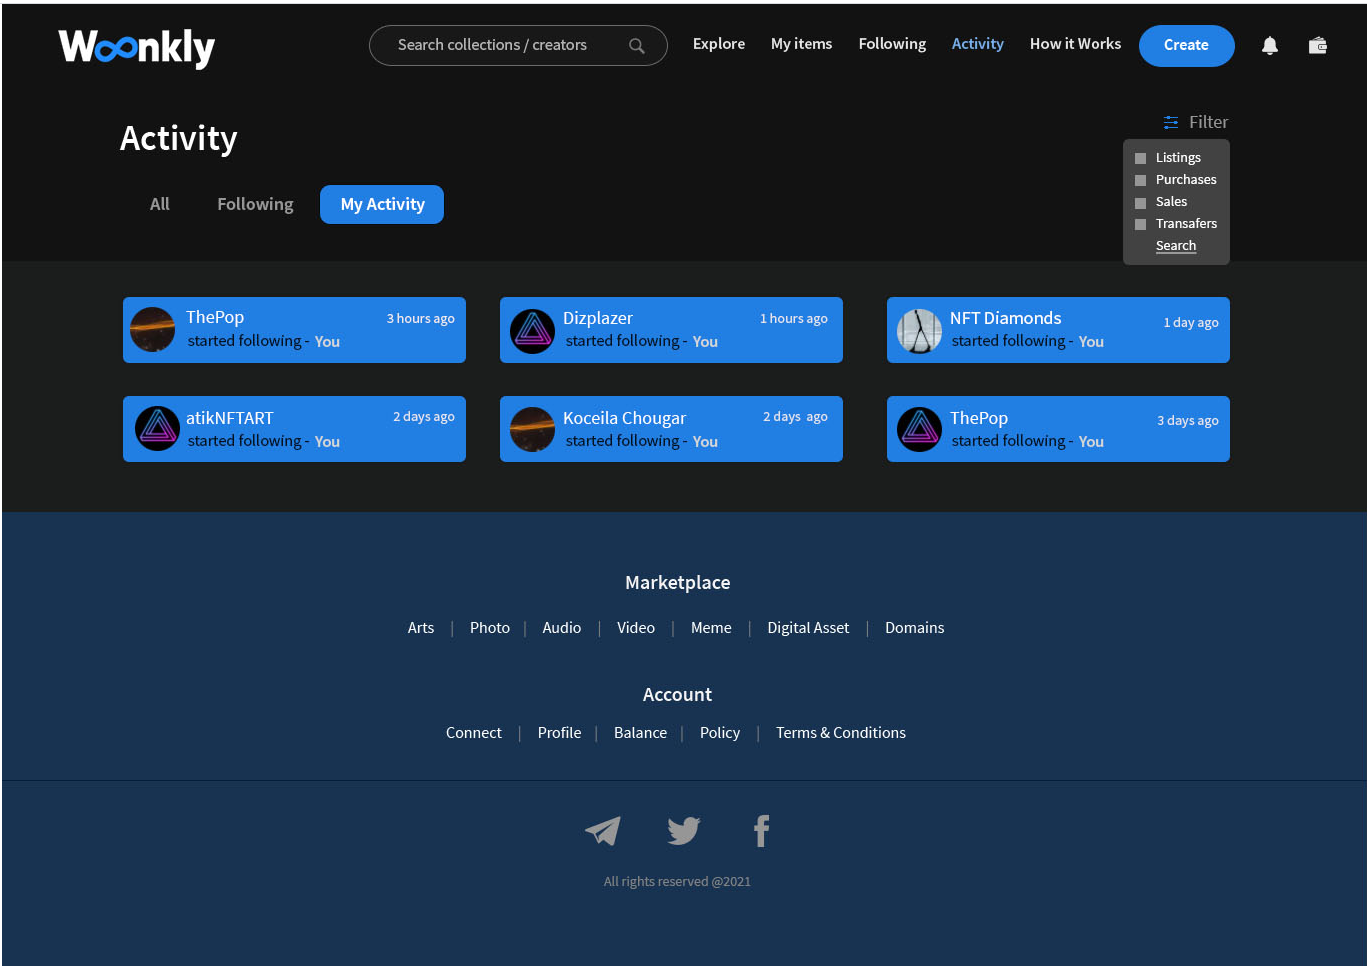 Woonkly
Search collections / creators
Explore
My items
Following
Activity
How it Works
Create
Activity
Filter
Listings
Purchases
Sales
Transafers
Search
All
Following
My Activity
ThePop
3 hours ago
started following - You
Dizplazer
1 hours ago
started following - You
NFT Diamonds
1 day ago
started following - You
atikNFTART
2 days ago
started following - You
Koceila Chougar
2 days ago
started following - You
ThePop
3 days ago
started following - You
Marketplace
Arts | Photo | Audio | Video | Meme | Digital Asset | Domains
Account
Connect | Profile | Balance | Policy | Terms & Conditions
All rights reserved @2021